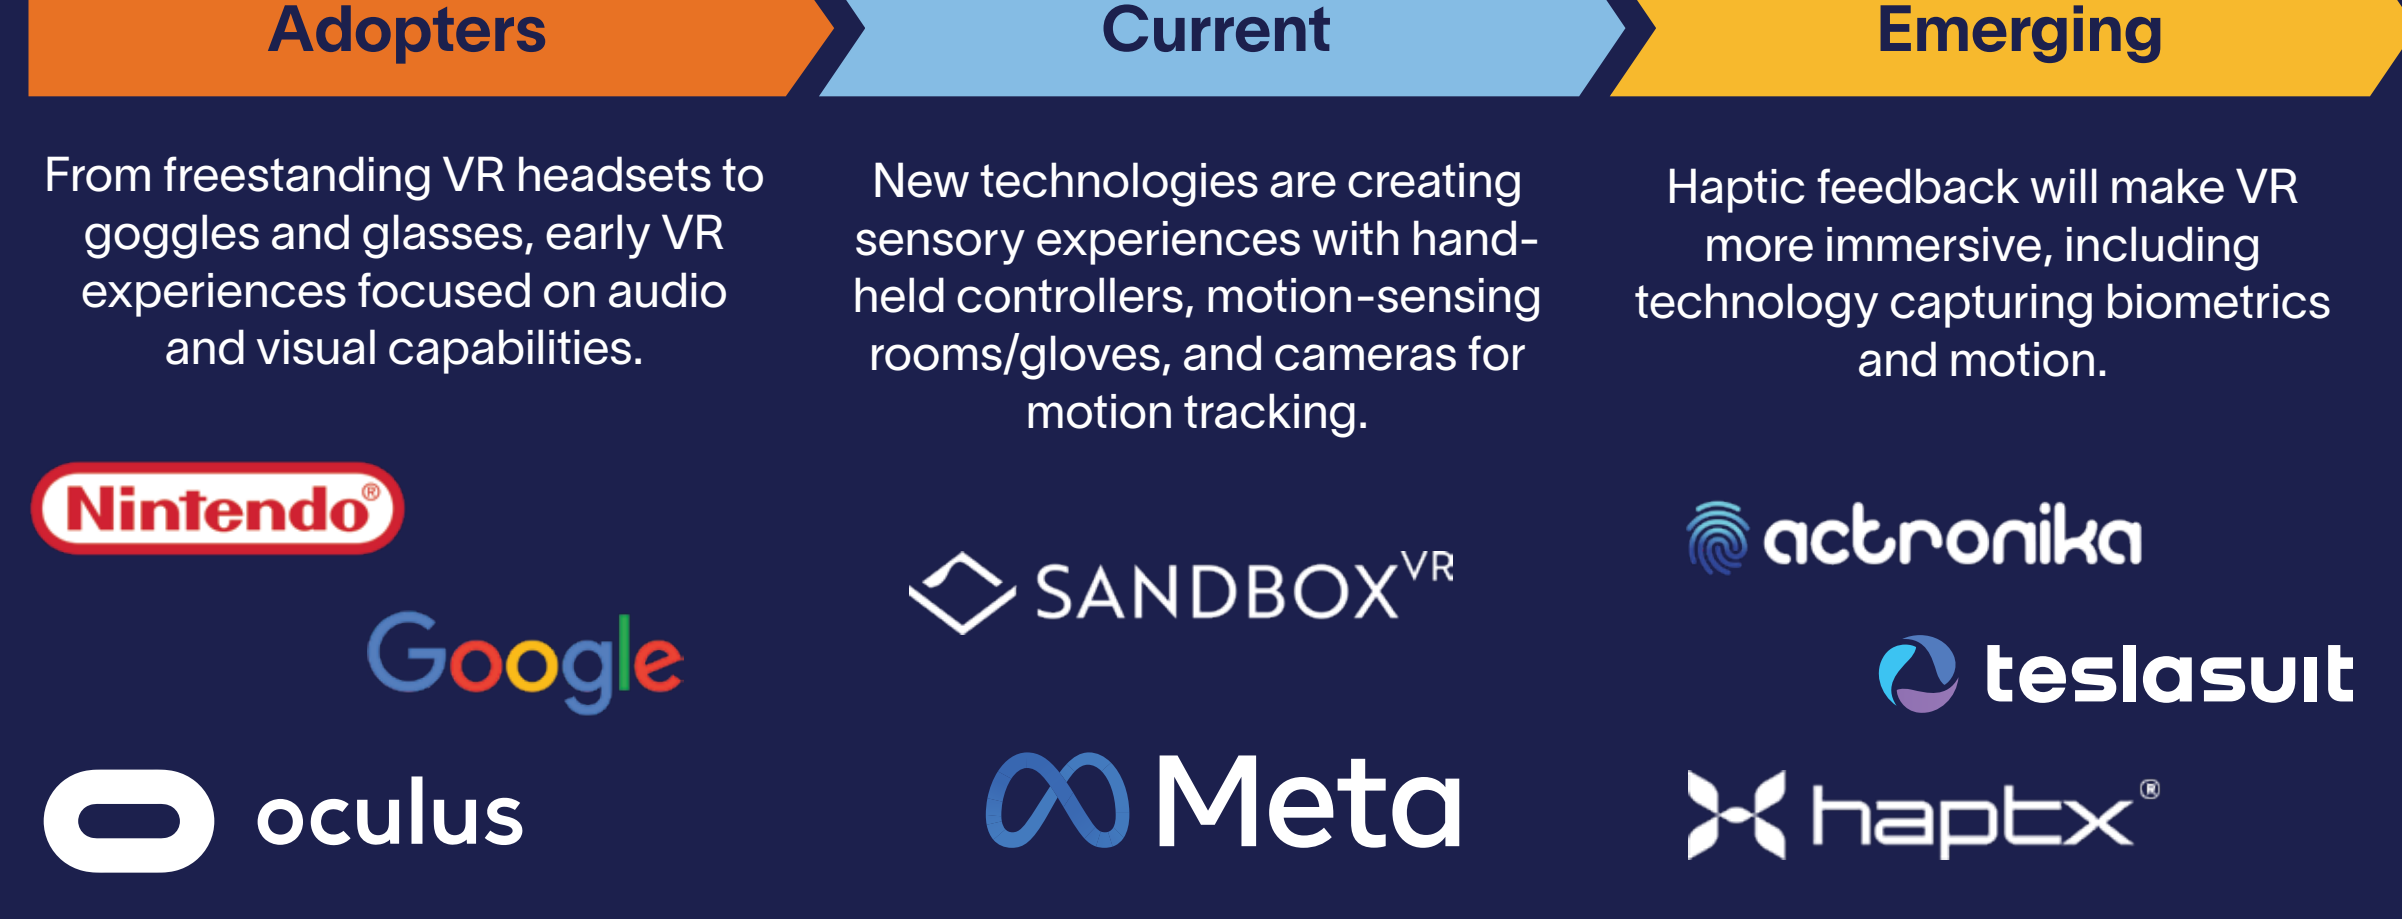 Adopters
From freestanding VR headsets to
goggles and glasses, early VR
experiences focused on audio
and visual capabilities.
Nintendo®
Google
oculus
Current
New technologies are creating
sensory experiences with hand-
held controllers, motion-sensing
rooms/gloves, and cameras for
motion tracking.
SANDBOX VR
Meta
Emerging
Haptic feedback will make VR
more immersive, including
technology capturing biometrics
and motion.
actronika
teslasuit
haptx®